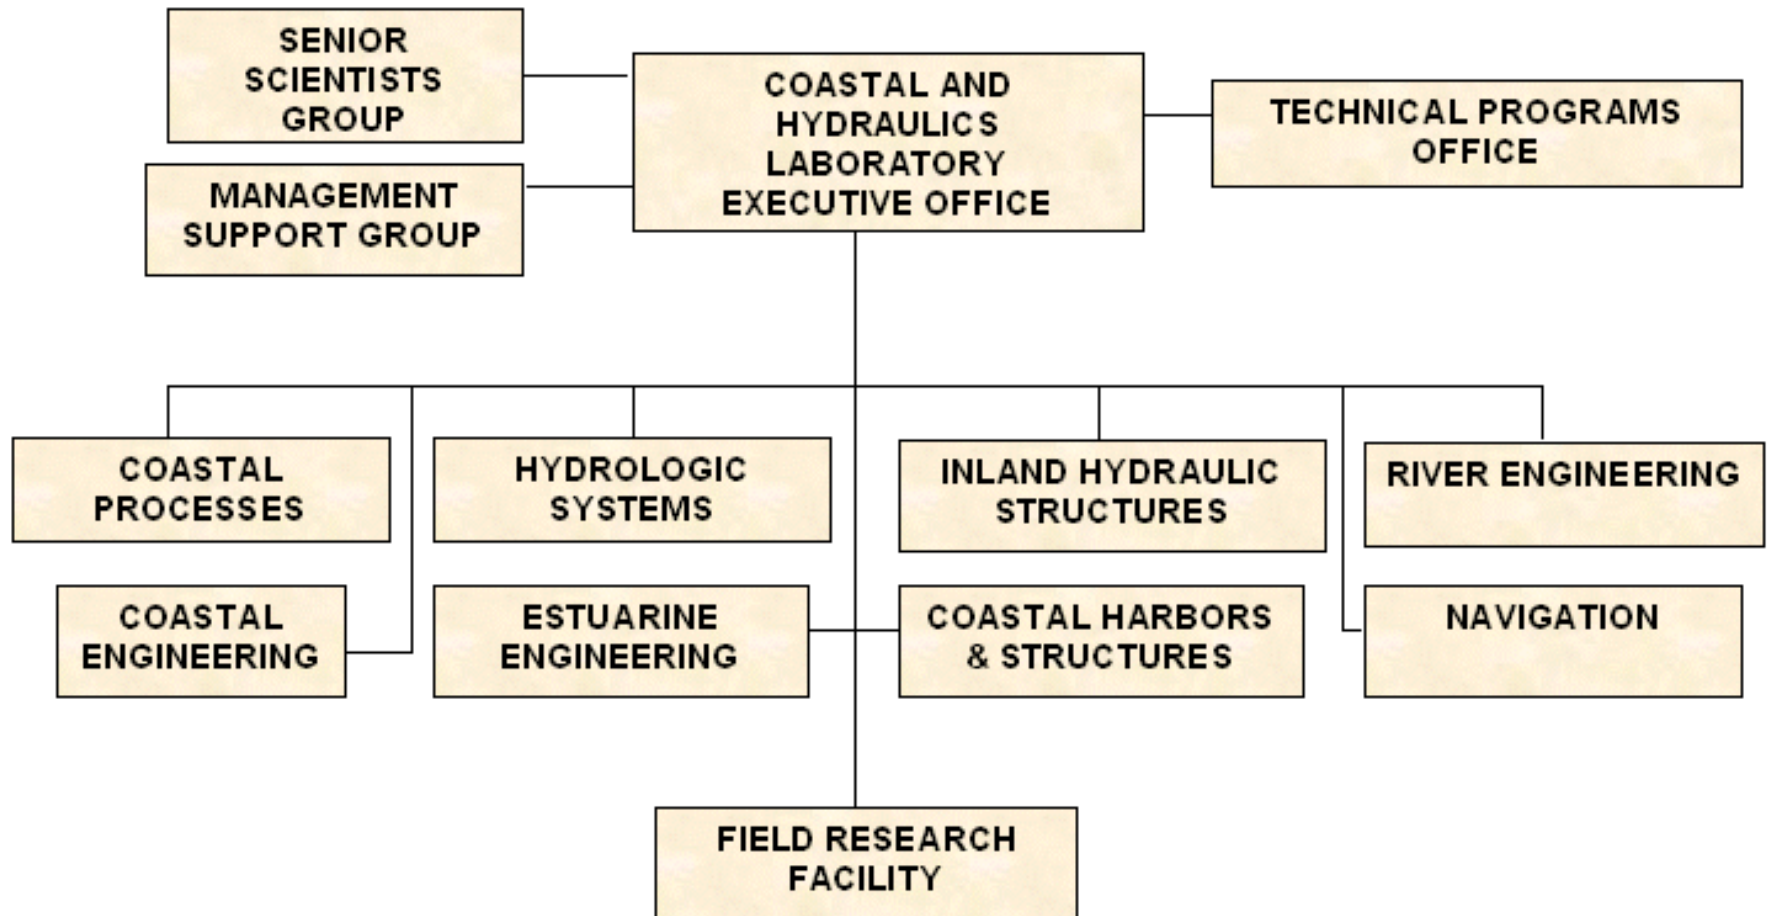 SENIOR
SCIENTISTS
GROUP
MANAGEMENT
SUPPORT GROUP
COASTAL AND
HYDRAULICS
LABORATORY
EXECUTIVE OFFICE
TECHNICAL PROGRAMS
OFFICE
COASTAL
PROCESSES
HYDROLOGIC
SYSTEMS
INLAND HYDRAULIC
STRUCTURES
RIVER ENGINEERING
COASTAL
ENGINEERING
ESTUARINE
ENGINEERING
COASTAL HARBORS
& STRUCTURES
NAVIGATION
FIELD RESEARCH
FACILITY